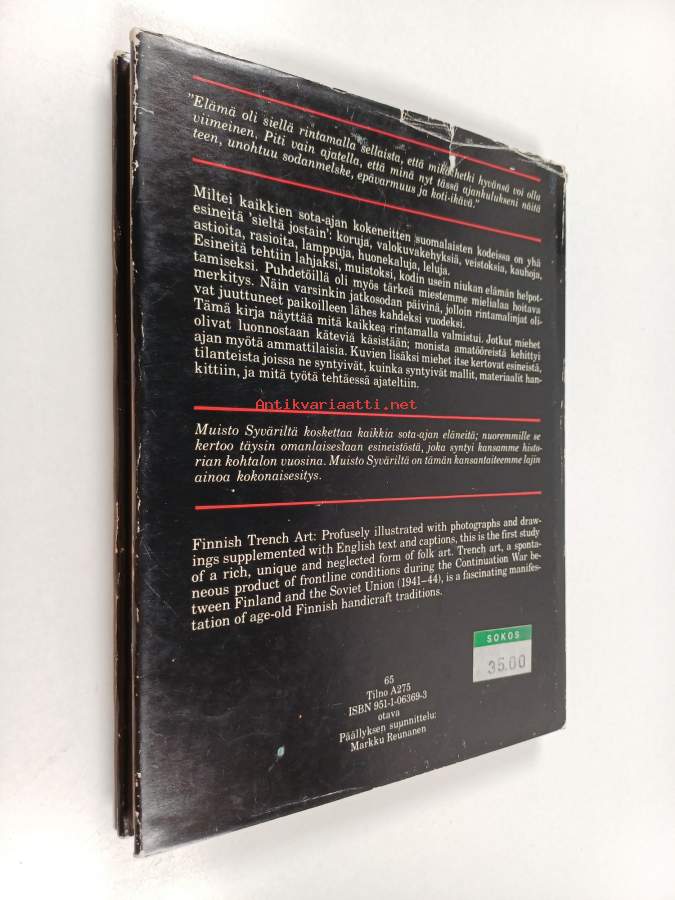 "Elämä oli siellä rintamalla sellaista, että mikä hetki hyvänsä voi olla
viimeinen. Piti vain ajatella, että minä nyt tässä ajankulukseni näitä
teen, unohtuu sodanmelske, epävarmuus ja koti-ikävä."
Miltei kaikkien sota-ajan kokeneitten suomalaisten kodeissa on yhä
esineitä 'sieltä jostain': koruja, valokuvakehyksiä, veistoksia, kauhoja,
astioita, rasioita, lamppuja, huonekaluja, leluja.
Esineitä tehtiin lahjaksi, muistoksi, kodin usein niukan elämän helpot-
tamiseksi. Puhdetöillä oli myös tärkeä miestemme mielialaa hoitava
merkitys. Näin varsinkin jatkosodan päivinä, jolloin rintamalinjat oli-
vat juuttuneet paikoilleen lähes kahdeksi vuodeksi.
Tämä kirja näyttää mitä kaikkea rintamalla valmistui. Jotkut miehet
olivat luonnostaan käteviä käsistään; monista amatööreistä kehittyi
ajan myötä ammattilaisia. Kuvien lisäksi miehet itse kertovat esineistä,
tilanteista joissa ne syntyivät, kuinka syntyivät mallit, materiaalit han-
kittiin, ja mitä työtä tehtäessä ajateltiin.
Antikvariaatti.net
Muisto Syväriltä koskettaa kaikkia sota-ajan eläneitä; nuoremmille se
kertoo täysin omanlaisestaan esineistöstä, joka syntyi kansamme histo-
rian kohtalon vuosina. Muisto Syväriltä on tämän kansantaiteemme lajin
ainoa kokonaisesitys.
Finnish Trench Art: Profusely illustrated with photographs and draw-
ings supplemented with English text and captions, this is the first study
of a rich, unique and neglected form of folk art. Trench art, a sponta-
neous product of frontline conditions during the Continuation War be-
tween Finland and the Soviet Union (1941–44), is a fascinating manifes-
tation of age-old Finnish handicraft traditions.
SOKOS
35.00
65
Tilno A275
ISBN 951-1-06369-3
otava
Päällyksen suunnittelu:
Markku Reunanen